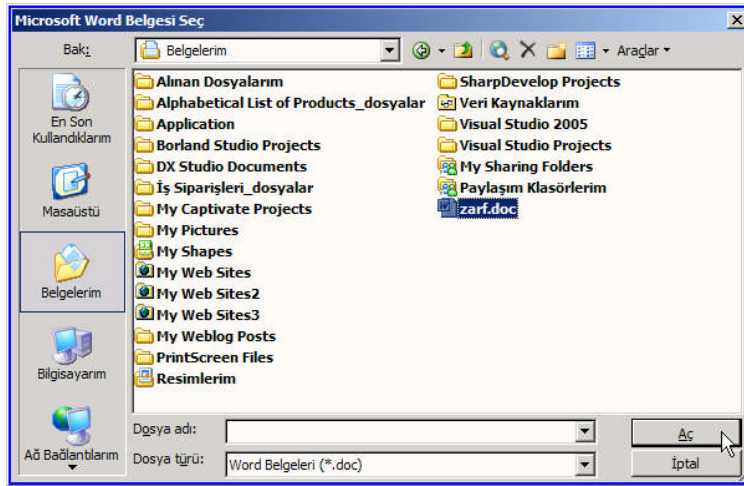 Microsoft Word Belgesi Seç
Bak:
Belgelerim
Araçlar
En Son
Kullandıklarım
Masaüstü
Belgelerim
Bilgisayarım
Ağ Bağlantılarım
Alınan Dosyalarım
Alphabetical List of Products_dosyalar
Application
Borland Studio Projects
DX Studio Documents
İş Siparişleri_dosyalar
My Captivate Projects
My Pictures
My Shapes
My Web Sites
My Web Sites2
My Web Sites3
My Weblog Posts
PrintScreen Files
Resimlerim
SharpDevelop Projects
Veri Kaynaklarım
Visual Studio 2005
Visual Studio Projects
My Sharing Folders
Paylaşım Klasörlerim
zarf.doc
Dosya adı:
Aç
Dosya türü:
Word Belgeleri (*.doc)
İptal